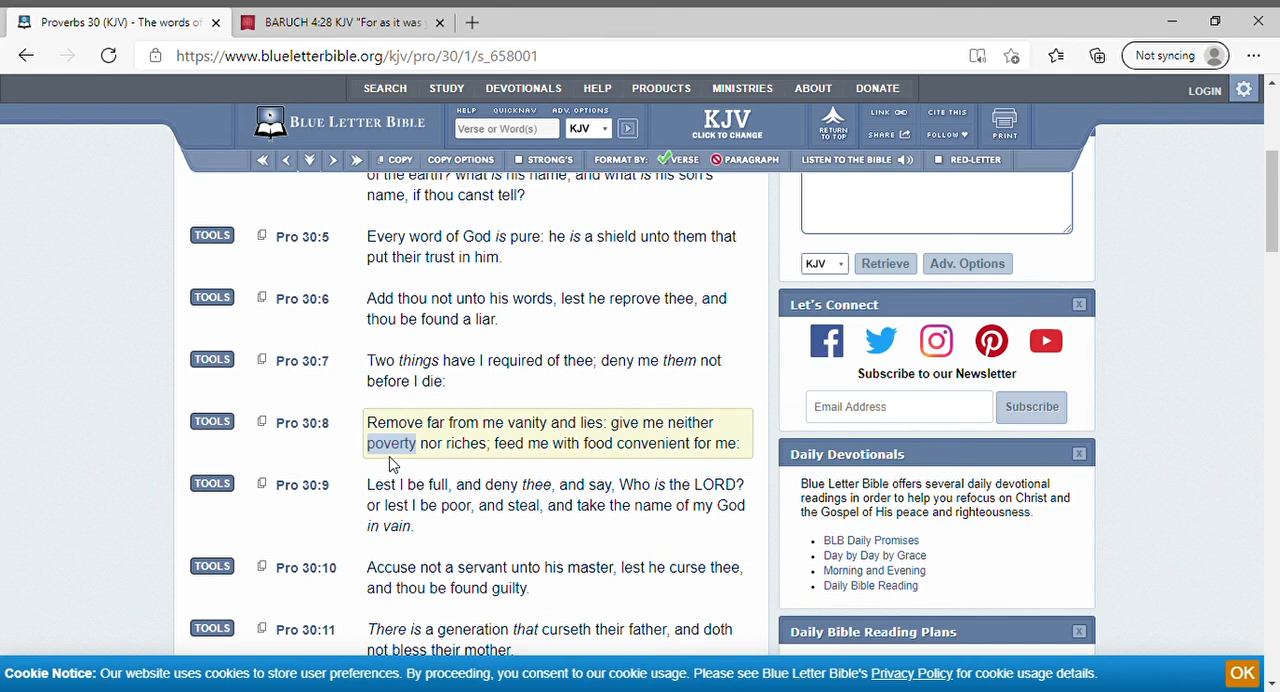 Proverbs 30 (KJV) - The words of
BARUCH 4:28 KJV "For as it was y
https://www.blueletterbible.org/kjv/pro/30/1/s_658001
Not syncing
SEARCH STUDY DEVOTIONALS HELP PRODUCTS MINISTRIES ABOUT DONATE
LOGIN
BLUE LETTER BIBLE
HELP QUICKNAV ADV. OPTIONS
Verse or Word(s)
KJV
KJV
CLICK TO CHANGE
RETURN
TO TOP
LINK
CITE THIS
SHARE
FOLLOW
PRINT
COPY COPY OPTIONS STRONG'S FORMAT BY: VERSE PARAGRAPH LISTEN TO THE BIBLE RED-LETTER
of the earth? what is his name, and what is his son's
name, if thou canst tell?
TOOLS Pro 30:5 Every word of God is pure: he is a shield unto them that
put their trust in him.
TOOLS Pro 30:6 Add thou not unto his words, lest he reprove thee, and
thou be found a liar.
TOOLS Pro 30:7 Two things have I required of thee; deny me them not
before I die:
TOOLS Pro 30:8 Remove far from me vanity and lies: give me neither
poverty nor riches; feed me with food convenient for me:
TOOLS Pro 30:9 Lest I be full, and deny thee, and say, Who is the LORD?
or lest I be poor, and steal, and take the name of my God
in vain.
TOOLS Pro 30:10 Accuse not a servant unto his master, lest he curse thee,
and thou be found guilty.
TOOLS Pro 30:11 There is a generation that curseth their father, and doth
not bless their mother.
KJV Retrieve Adv. Options
Let's Connect X
Subscribe to our Newsletter
Email Address Subscribe
Daily Devotionals X
Blue Letter Bible offers several daily devotional
readings in order to help you refocus on Christ and
the Gospel of His peace and righteousness.
BLB Daily Promises
Day by Day by Grace
Morning and Evening
Daily Bible Reading
Daily Bible Reading Plans X
Cookie Notice: Our website uses cookies to store user preferences. By proceeding, you consent to our cookie usage. Please see Blue Letter Bible's Privacy Policy for cookie usage details.
OK